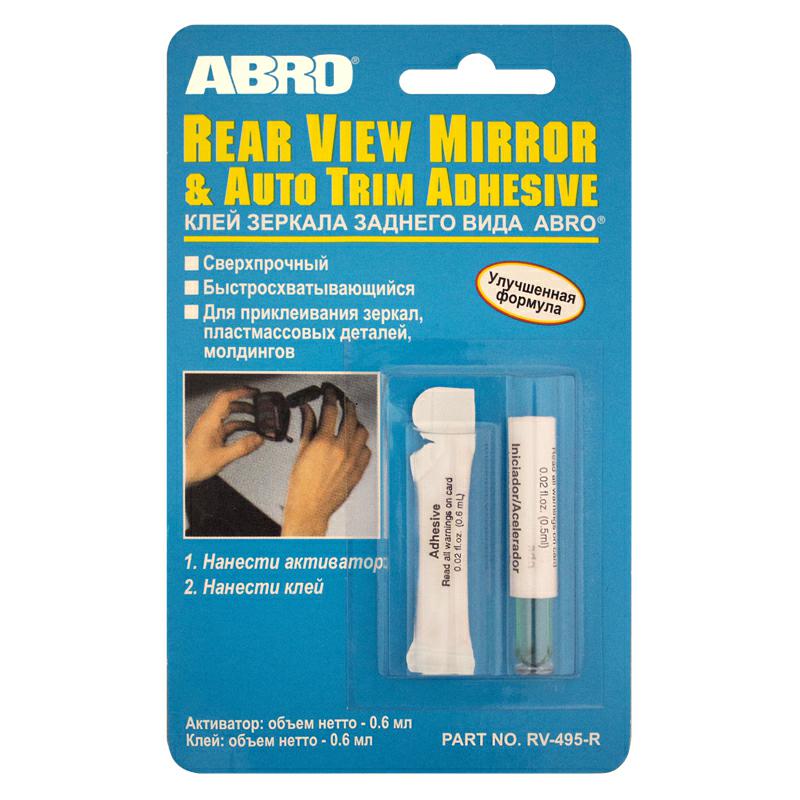 ABRO®
REAR VIEW MIRROR
& AUTO TRIM ADHESIVE
КЛЕЙ ЗЕРКАЛА ЗАДНЕГО ВИДА ABRO®
Сверхпрочный
Быстросхватывающийся
Для приклеивания зеркал,
пластмассовых деталей,
молдингов
Улучшенная
формула
1. Нанести активатор
2. Нанести клей
Adhesive
Read all warnings on card
0.02 fl.oz. (0.6 mL)
Read all warnings on card
0.02 fl.oz. (0.5ml)
Iniciador/Acelerador
Активатор: объем нетто - 0.6 мл
Клей: объем нетто - 0.6 мл
PART NO. RV-495-R